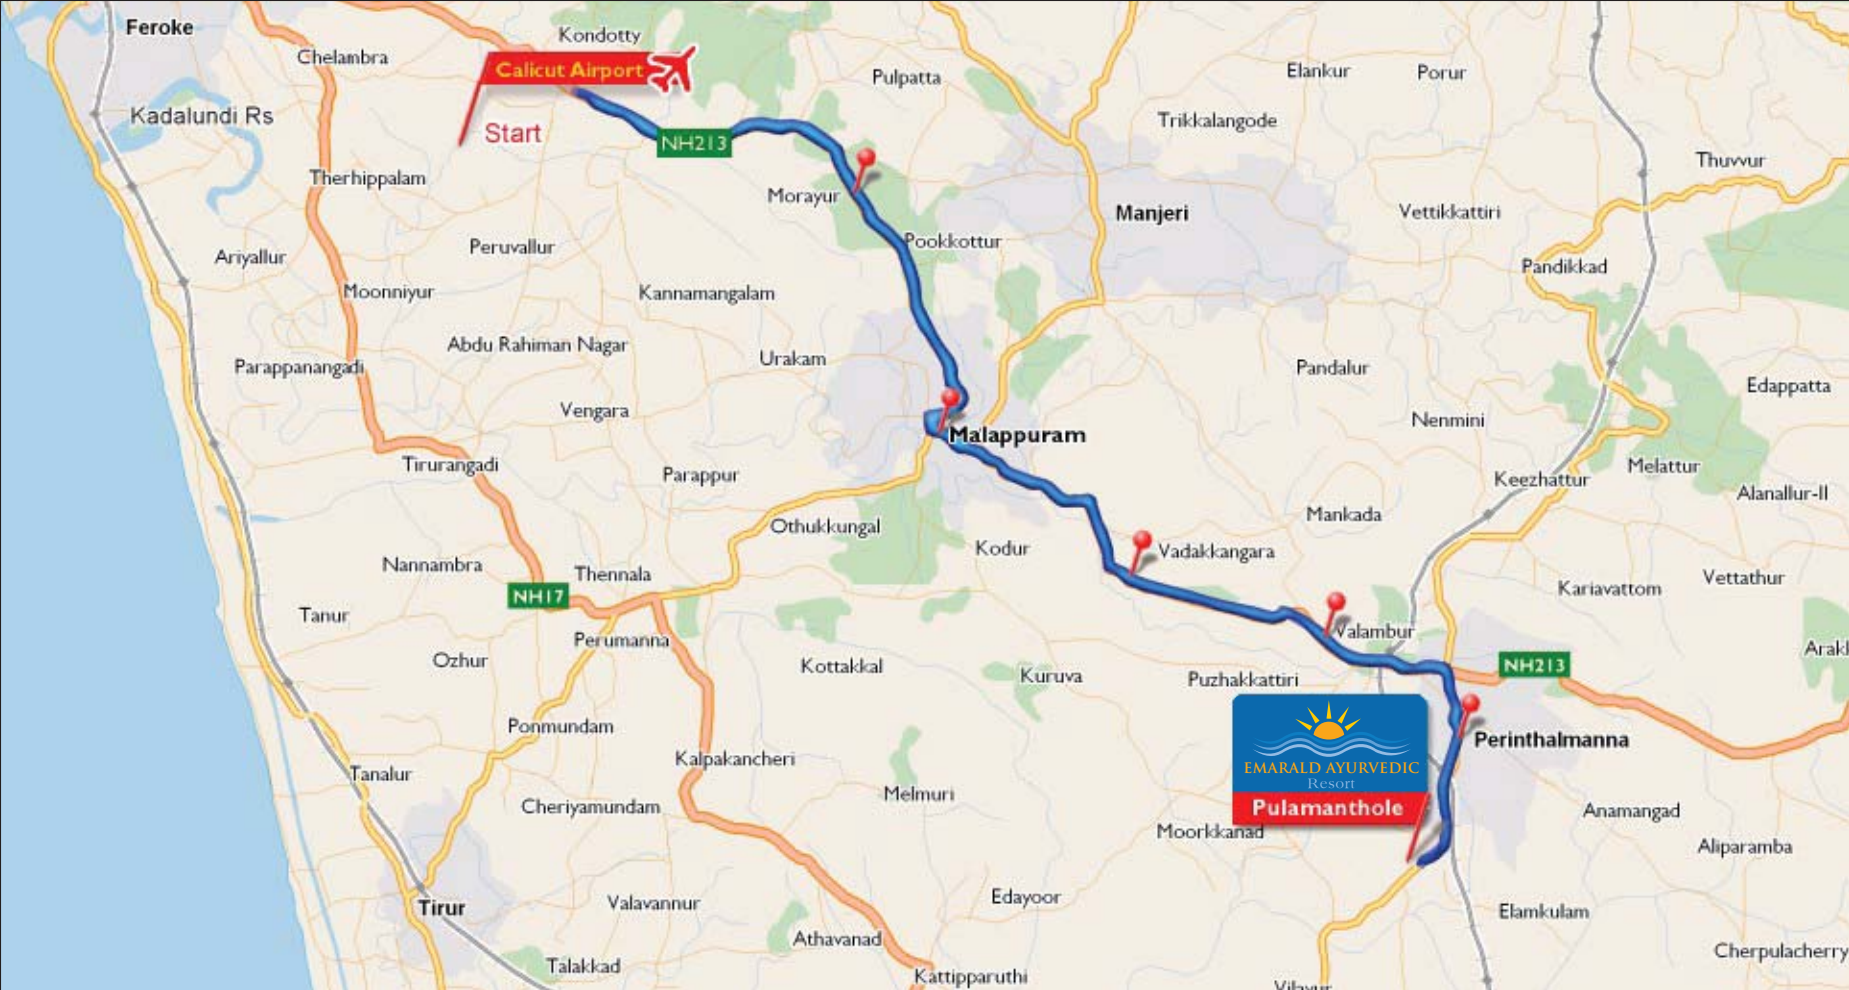 Feroke
Kondotty
Chelambra
Calicut Airport
Pulpatta
Elankur
Porur
Kadalundi Rs
Start
NH213
Trikkalangode
Thuvvur
Therhippalam
Morayur
Manjeri
Vettikkattiri
Ariyallur
Peruvallur
Pookkottur
Pandikkad
Moonniyur
Kannamangalam
Abdu Rahiman Nagar
Urakam
Parappanangadi
Pandalur
Edappatta
Vengara
Nenmini
Malappuram
Tirurangadi
Parappur
Melattur
Keezhattur
Alanallur-II
Othukkungal
Mankada
Kodur
Vadakkangara
Nannambra
Thennala
Kariavattom
Vettathur
NH17
Tanur
Perumanna
Valambur
Arakl
Ozhur
Kottakkal
Kuruva
Puzhakkattiri
NH213
Ponmundam
Perinthalmanna
Kalpakancheri
EMARALD AYURVEDIC
Resort
Tanalur
Melmuri
Pulamanthole
Cheriyamundam
Anamangad
Moorkkanad
Aliparamba
Edayoor
Valavannur
Tirur
Elamkulam
Athavanad
Cherpulacherry
Talakkad
Kattipparuthi